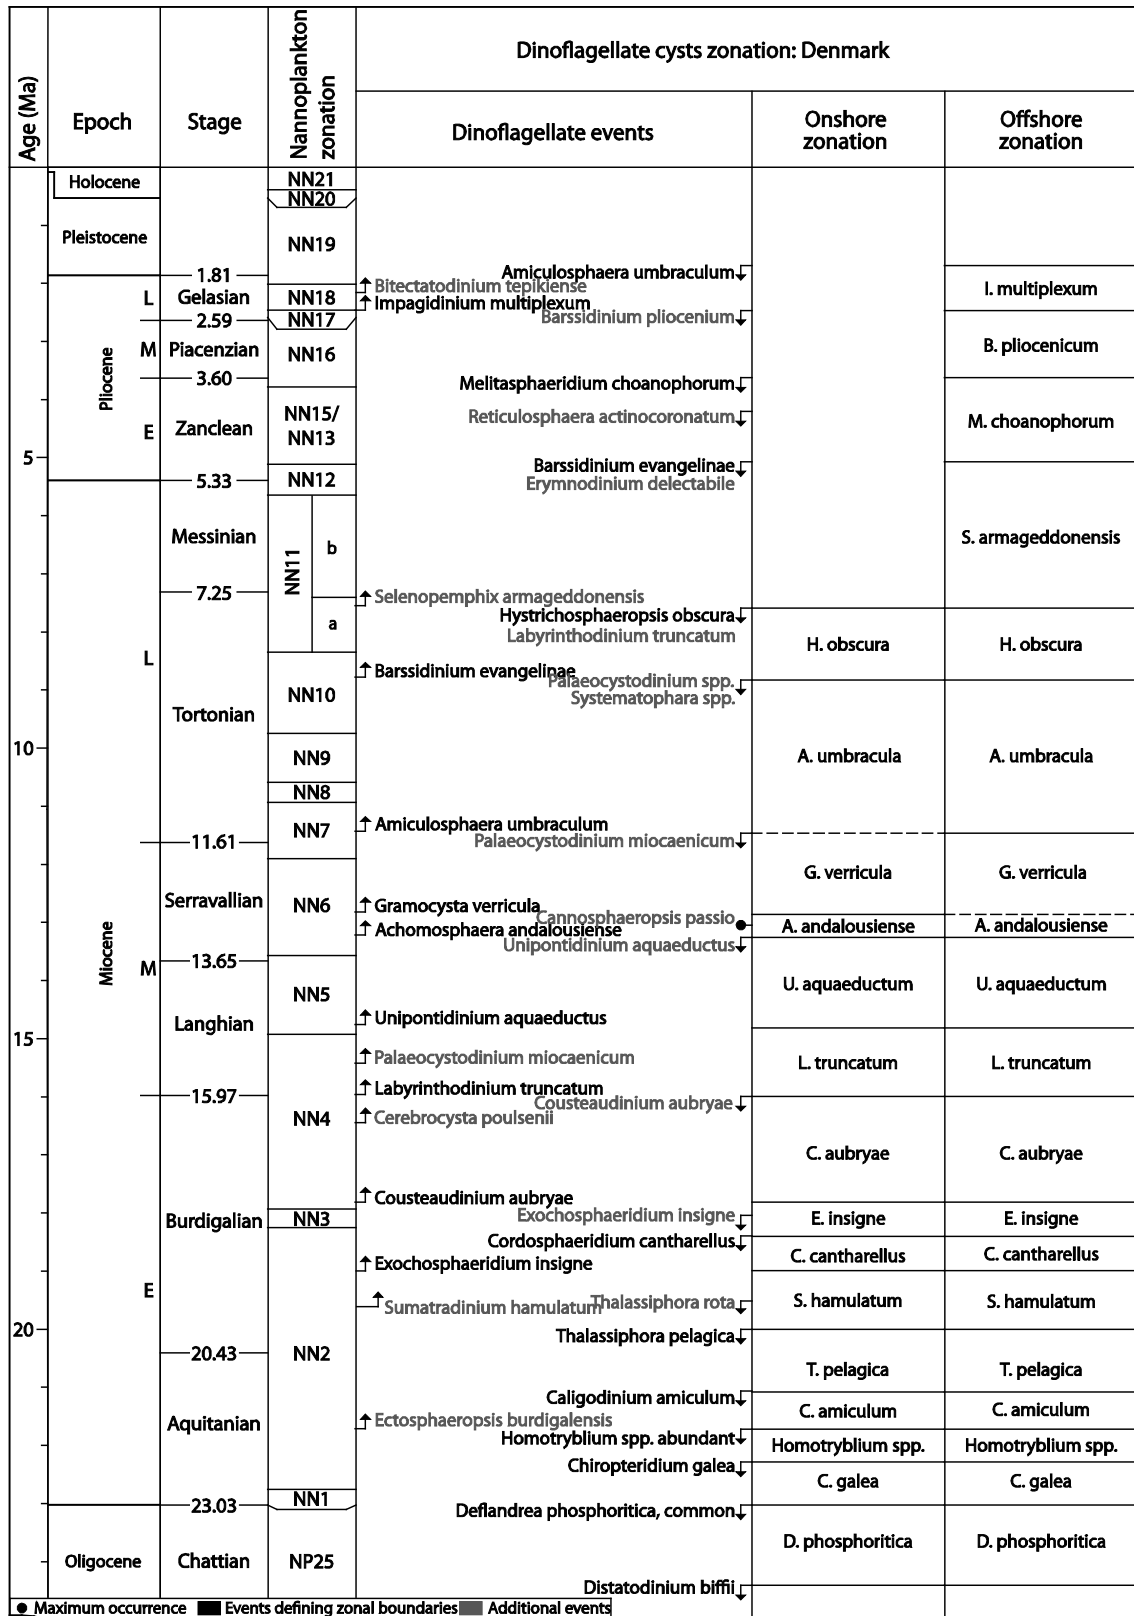 Dinoflagellate cysts zonation: Denmark
Age (Ma)
Epoch
Stage
Nannoplankton
zonation
Dinoflagellate events
Onshore
zonation
Offshore
zonation
Holocene
Pleistocene
Pliocene
L
M
E
Miocene
L
M
E
Oligocene
5
10
15
20
1.81
Gelasian
2.59
Piacenzian
3.60
Zanclean
5.33
Messinian
7.25
Tortonian
11.61
Serravallian
13.65
Langhian
15.97
Burdigalian
20.43
Aquitanian
23.03
Chattian
NN21
NN20
NN19
NN18
NN17
NN16
NN15/
NN13
NN12
NN11
b
a
NN10
NN9
NN8
NN7
NN6
NN5
NN4
NN3
NN2
NN1
NP25
Amiculosphaera umbraculum
Bitectatodinium tepikiense
Impagidinium multiplexum
Barssidinium pliocenium
Melitasphaeridium choanophorum
Reticulosphaera actinocoronatum
Barssidinium evangelinae
Erymnodinium delectabile
Selenopemphix armageddonensis
Hystrichosphaeropsis obscura
Labyrinthodinium truncatum
Barssidinium evangelinae
Palaeocystodinium spp.
Systematophara spp.
Amiculosphaera umbraculum
Palaeocystodinium miocaenicum
Gramocysta verricula
Cannosphaeropsis passio
Achomosphaera andalousiense
Unipontidinium aquaeductus
Unipontidinium aquaeductus
Palaeocystodinium miocaenicum
Labyrinthodinium truncatum
Cousteaudinium aubryae
Cerebrocysta poulsenii
Cousteaudinium aubryae
Exochosphaeridium insigne
Cordosphaeridium cantharellus
Exochosphaeridium insigne
Sumatradinium hamulatum
Thalassiphora rota
Thalassiphora pelagica
Caligodinium amiculum
Ectosphaeropsis burdigalensis
Homotryblium spp. abundant
Chiropteridium galea
Deflandrea phosphoritica, common
Distatodinium biffii
H. obscura
A. umbracula
G. verricula
A. andalousiense
U. aquaeductum
L. truncatum
C. aubryae
E. insigne
C. cantharellus
S. hamulatum
T. pelagica
C. amiculum
Homotryblium spp.
C. galea
D. phosphoritica
I. multiplexum
B. pliocenicum
M. choanophorum
S. armageddonensis
H. obscura
A. umbracula
G. verricula
A. andalousiense
U. aquaeductum
L. truncatum
C. aubryae
E. insigne
C. cantharellus
S. hamulatum
T. pelagica
C. amiculum
Homotryblium spp.
C. galea
D. phosphoritica
Maximum occurrence
Events defining zonal boundaries
Additional events